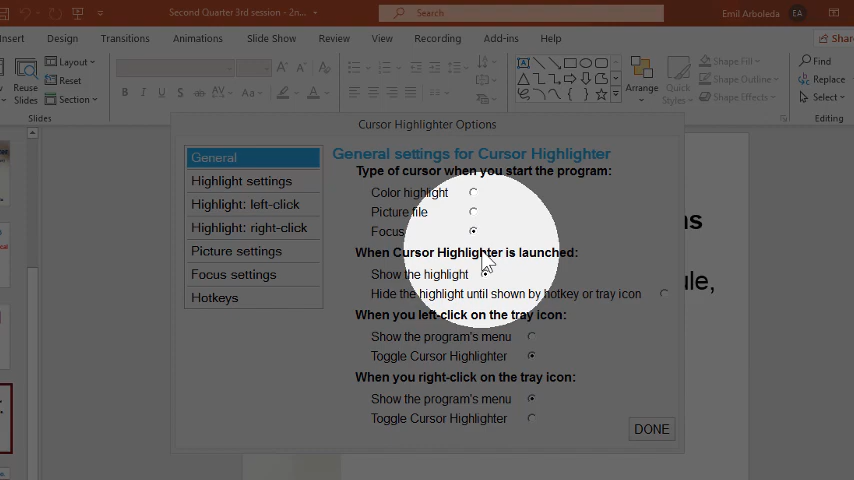 Second Quarter 3rd session - 2n...
Search
Emil Arboleda
EA
Insert
Design
Transitions
Animations
Slide Show
Review
View
Recording
Add-ins
Help
Share
Reuse
Slides
Layout
Reset
Section
B
I
U
S
Arrange
Quick
Styles
Shape Fill
Shape Outline
Shape Effects
Find
Replace
Select
Drawing
Editing
Cursor Highlighter Options
General
Highlight settings
Highlight: left-click
Highlight: right-click
Picture settings
Focus settings
Hotkeys
General settings for Cursor Highlighter
Type of cursor when you start the program:
Color highlight
Picture file
Focus
When Cursor Highlighter is launched:
Show the highlight
Hide the highlight until shown by hotkey or tray icon
When you left-click on the tray icon:
Show the program's menu
Toggle Cursor Highlighter
When you right-click on the tray icon:
Show the program's menu
Toggle Cursor Highlighter
DONE